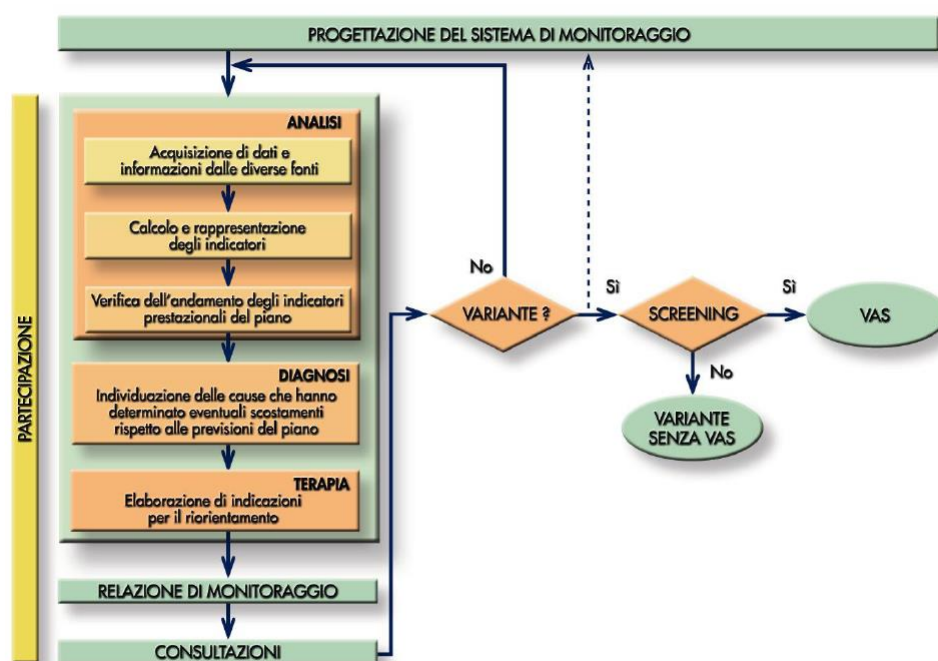 PROGETTAZIONE DEL SISTEMA DI MONITORAGGIO
PARTECIPAZIONE
ANALISI
Acquisizione di dati e
informazioni dalle diverse fonti
Calcolo e rappresentazione
degli indicatori
Verifica dell'andamento degli indicatori
prestazionali del piano
DIAGNOSI
Individuazione delle cause che hanno
determinato eventuali scostamenti
rispetto alle previsioni del piano
TERAPIA
Elaborazione di indicazioni
per il riorientamento
RELAZIONE DI MONITORAGGIO
CONSULTAZIONI
No
VARIANTE ?
Sì
SCREENING
Sì
VAS
No
VARIANTE
SENZA VAS